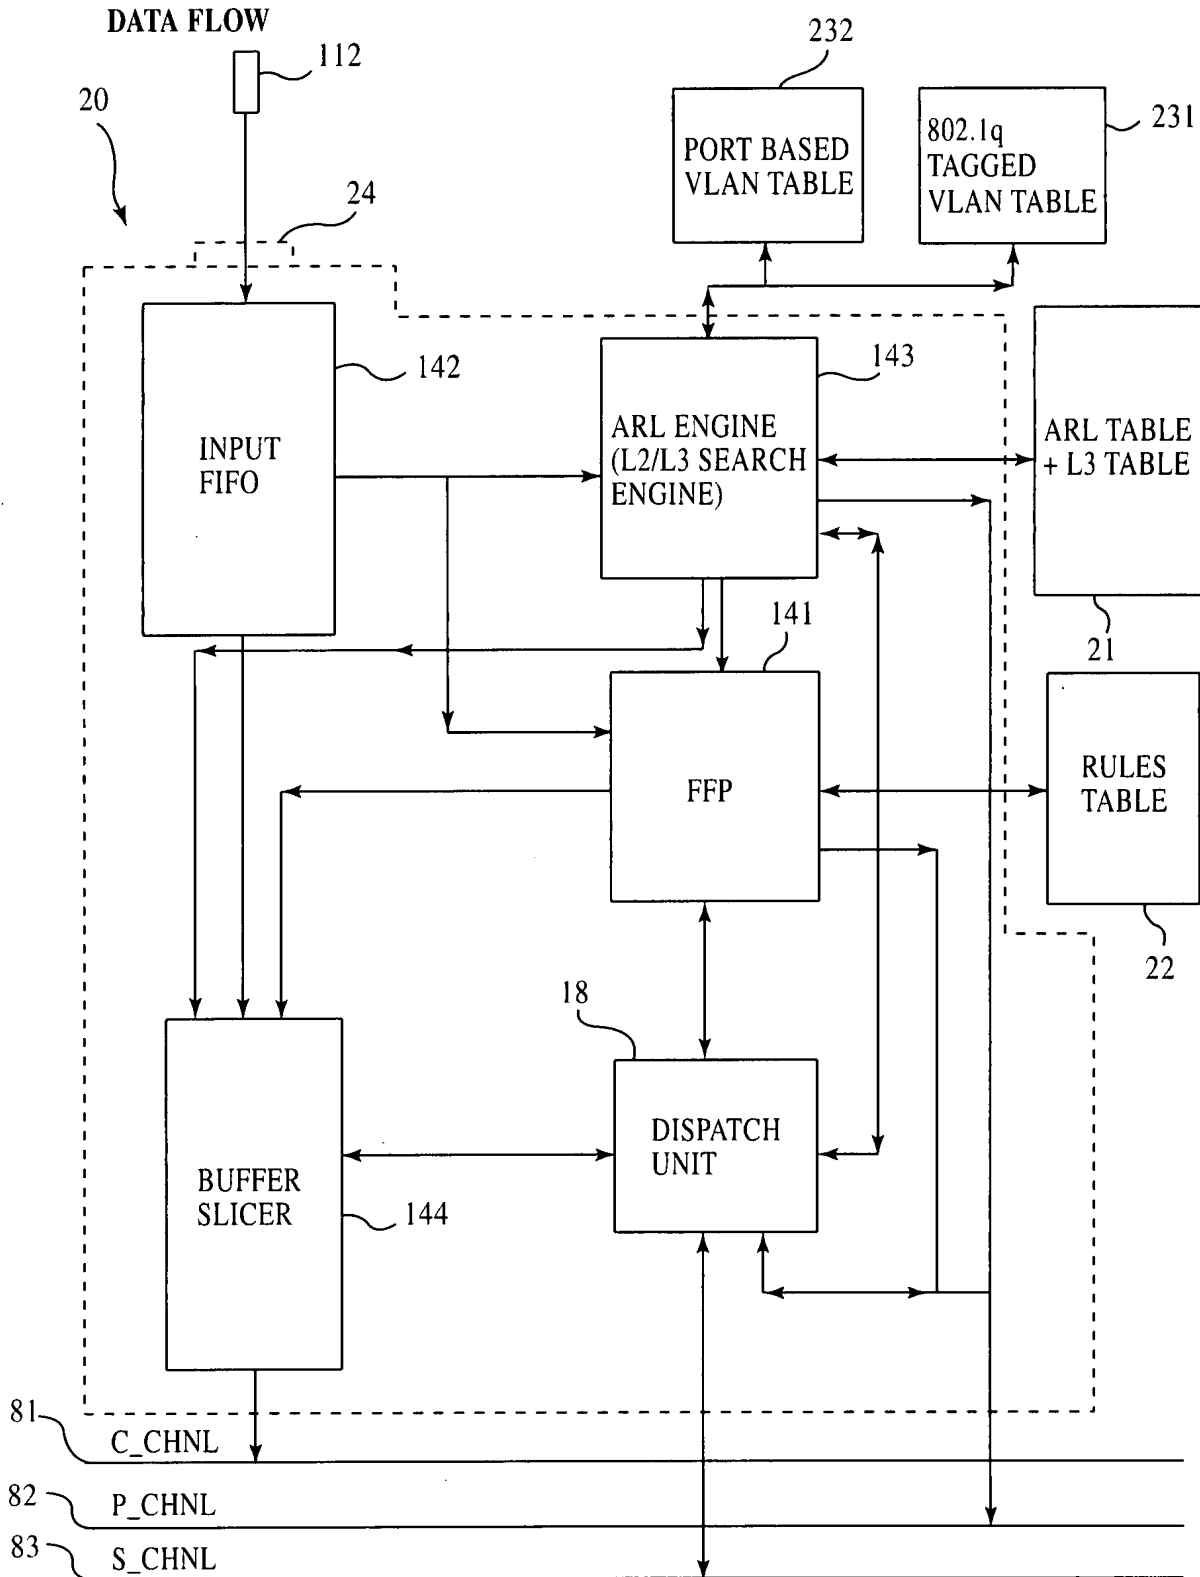 DATA FLOW
112
232
20
231
PORT BASED
VLAN TABLE
802.1q
TAGGED
VLAN TABLE
24
142
143
INPUT
FIFO
ARL ENGINE
(L2/L3 SEARCH
ENGINE)
ARL TABLE
+ L3 TABLE
141
21
FFP
RULES
TABLE
22
18
DISPATCH
UNIT
BUFFER
SLICER
144
81
C_CHNL
82
P_CHNL
83
S_CHNL